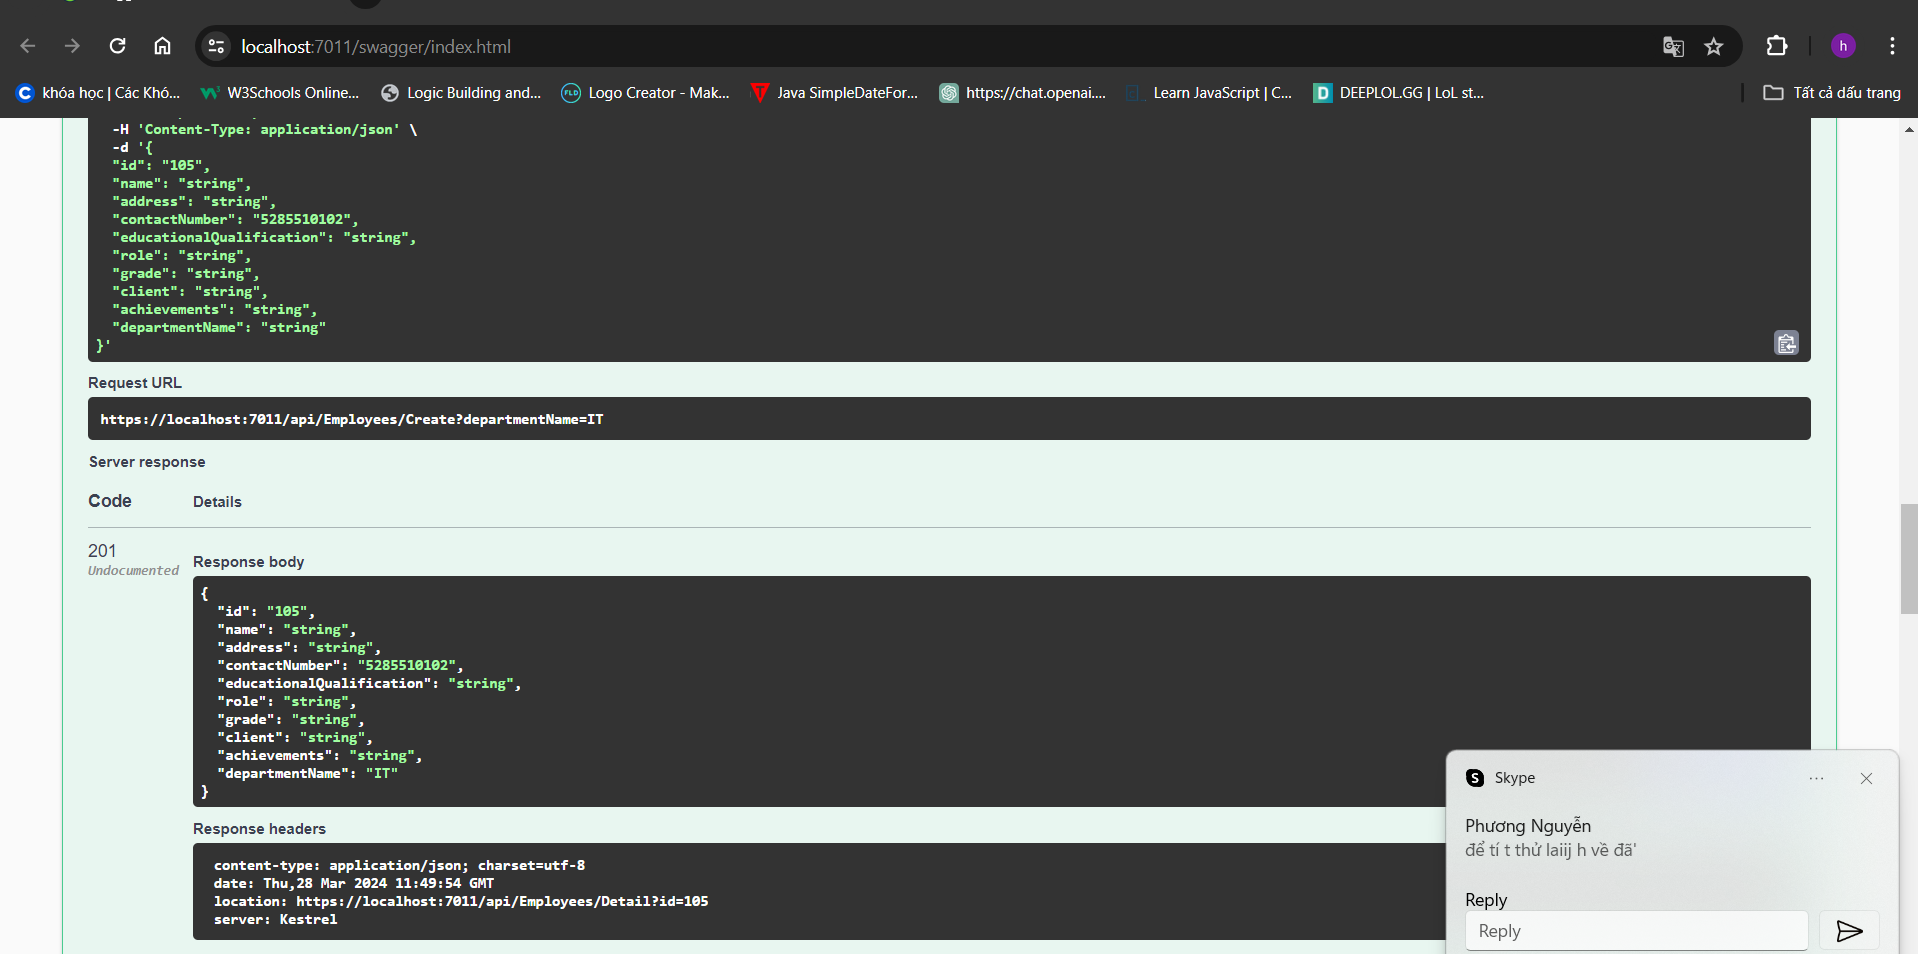 localhost:7011/swagger/index.html
h
khóa học | Các Khó...
W3Schools Online...
Logic Building and...
Logo Creator - Mak...
Java SimpleDateFor...
https://chat.openai....
Learn JavaScript | C...
DEEPLOL.GG | LoL st...
Tất cả dấu trang
-H 'Content-Type: application/json' \
-d '{
"id": "105",
"name": "string",
"address": "string",
"contactNumber": "5285510102",
"educationalQualification": "string",
"role": "string",
"grade": "string",
"client": "string",
"achievements": "string",
"departmentName": "string"
}'
Request URL
https://localhost:7011/api/Employees/Create?departmentName=IT
Server response
Code Details
201
Undocumented
Response body
{
"id": "105",
"name": "string",
"address": "string",
"contactNumber": "5285510102",
"educationalQualification": "string",
"role": "string",
"grade": "string",
"client": "string",
"achievements": "string",
"departmentName": "IT"
}
Response headers
content-type: application/json; charset=utf-8
date: Thu,28 Mar 2024 11:49:54 GMT
location: https://localhost:7011/api/Employees/Detail?id=105
server: Kestrel
Skype
Phương Nguyễn
để tí t thử laiij h về đã'
Reply
Reply